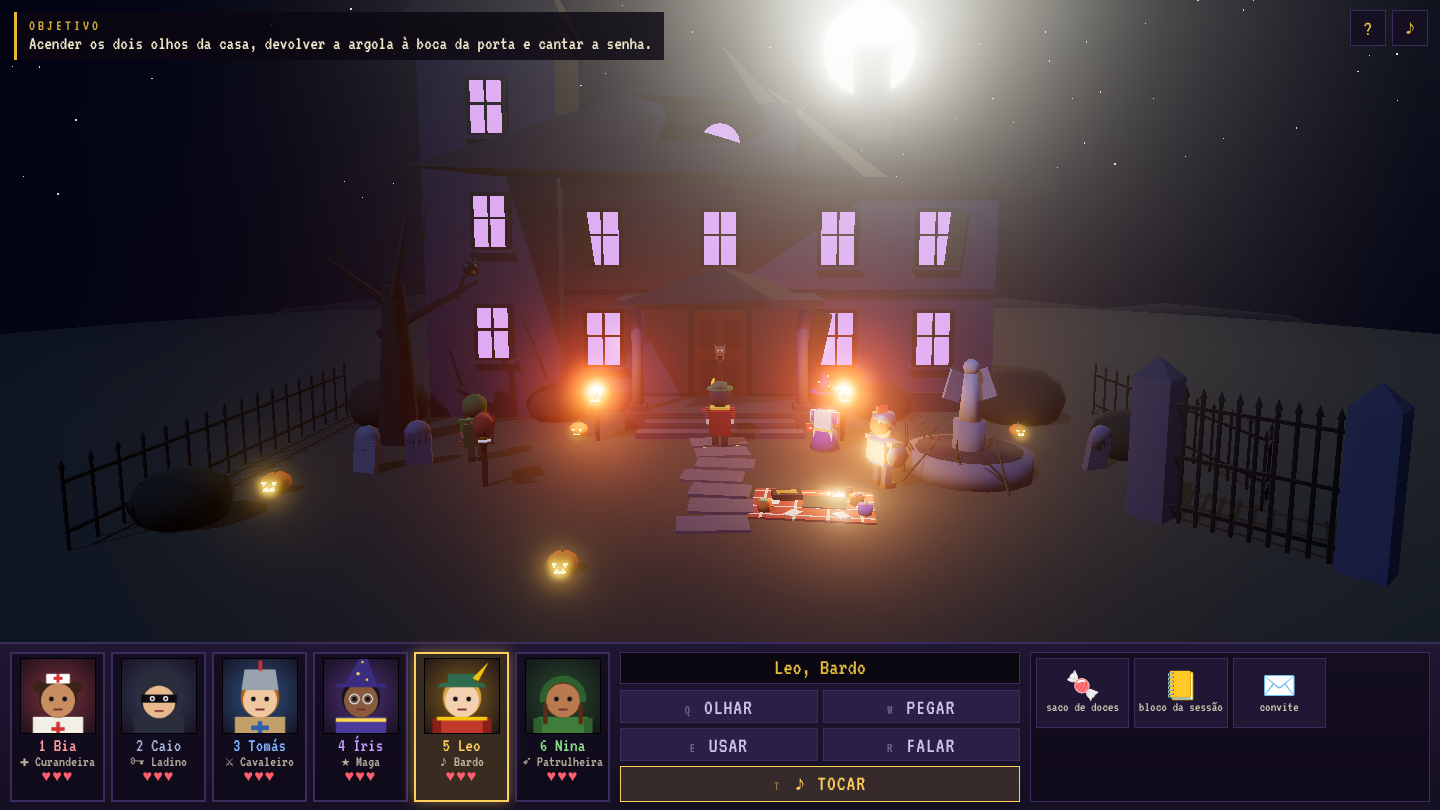 OBJETIVO
Acender os dois olhos da casa, devolver a argola à boca da porta e cantar a senha.
?
♪
1 Bia
✚ Curandeira
♥♥♥
2 Caio
🗝 Ladino
♥♥♥
3 Tomás
⚔ Cavaleiro
♥♥♥
4 Íris
★ Maga
♥♥♥
5 Leo
♪ Bardo
♥♥♥
6 Nina
➶ Patrulheira
♥♥♥
Leo, Bardo
Q OLHAR
W PEGAR
E USAR
R FALAR
T ♪ TOCAR
saco de doces
bloco da sessão
convite